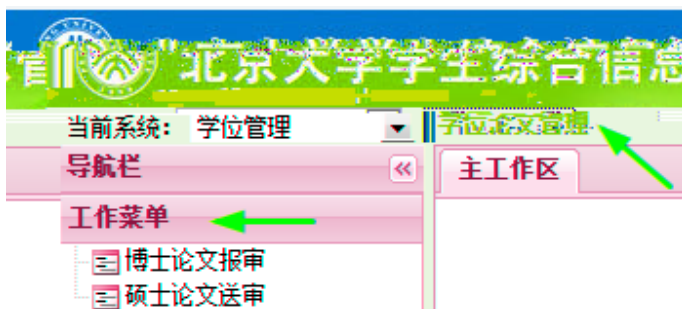 北京大学学生综合信息
当前系统： 学位管理
学位论文管理
导航栏
主工作区
工作菜单
博士论文报审
硕士论文送审